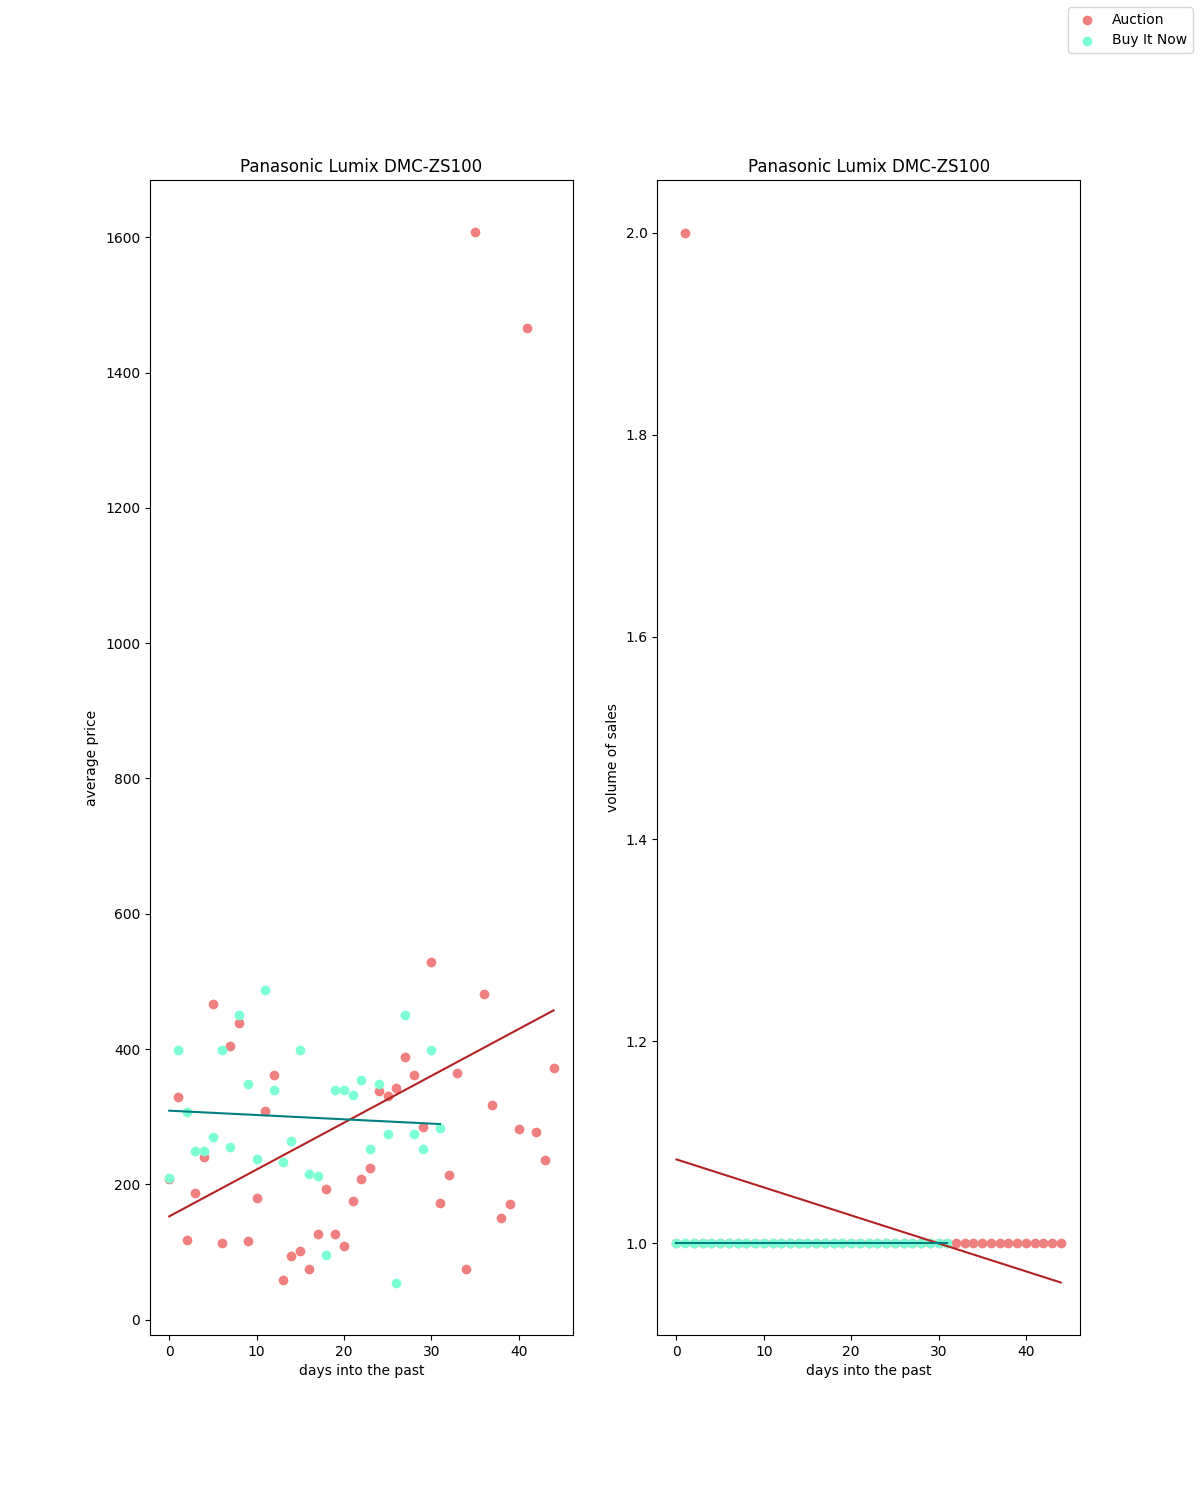 Auction
Buy It Now
Panasonic Lumix DMC-ZS100
1600
1400
1200
1000
800
600
400
200
0
average price
0 10 20 30 40
days into the past
Panasonic Lumix DMC-ZS100
2.0
1.8
1.6
1.4
1.2
1.0
volume of sales
0 10 20 30 40
days into the past